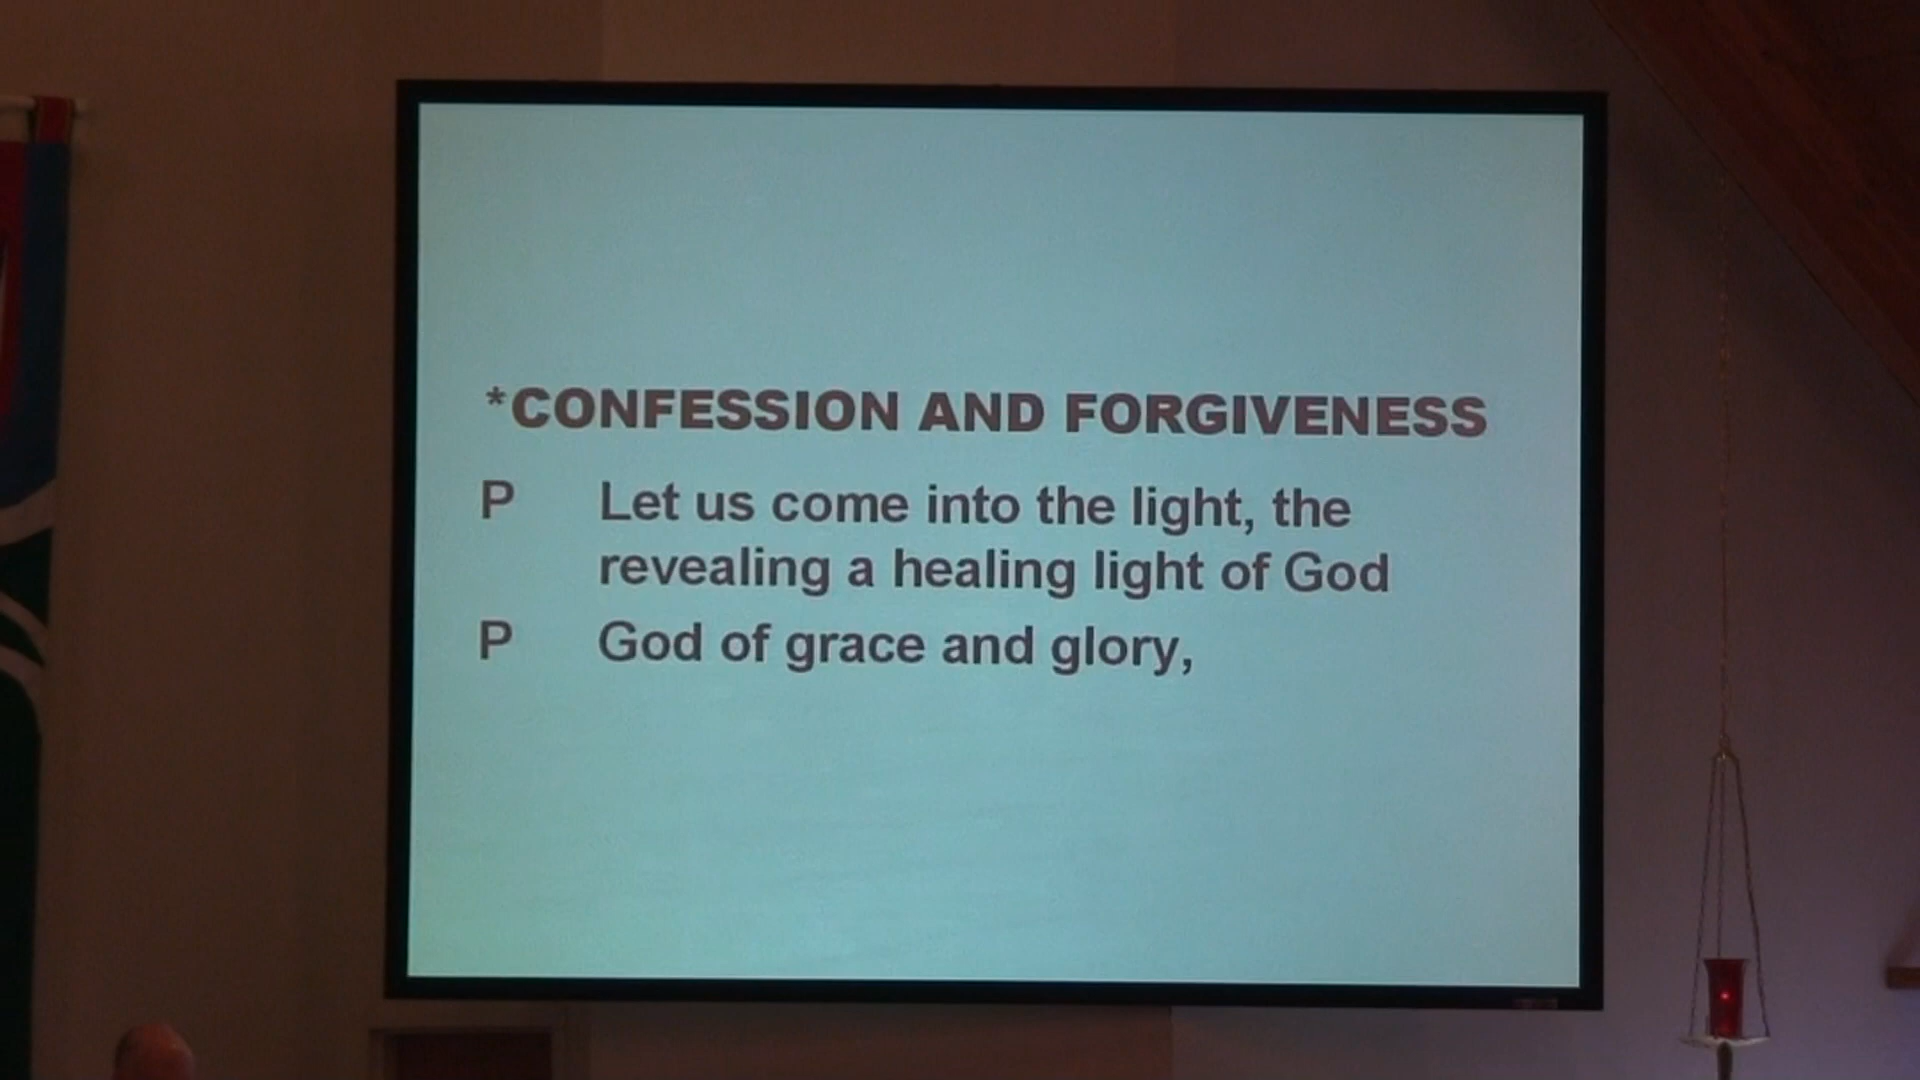 *CONFESSION AND FORGIVENESS
P Let us come into the light, the
revealing a healing light of God
P God of grace and glory,